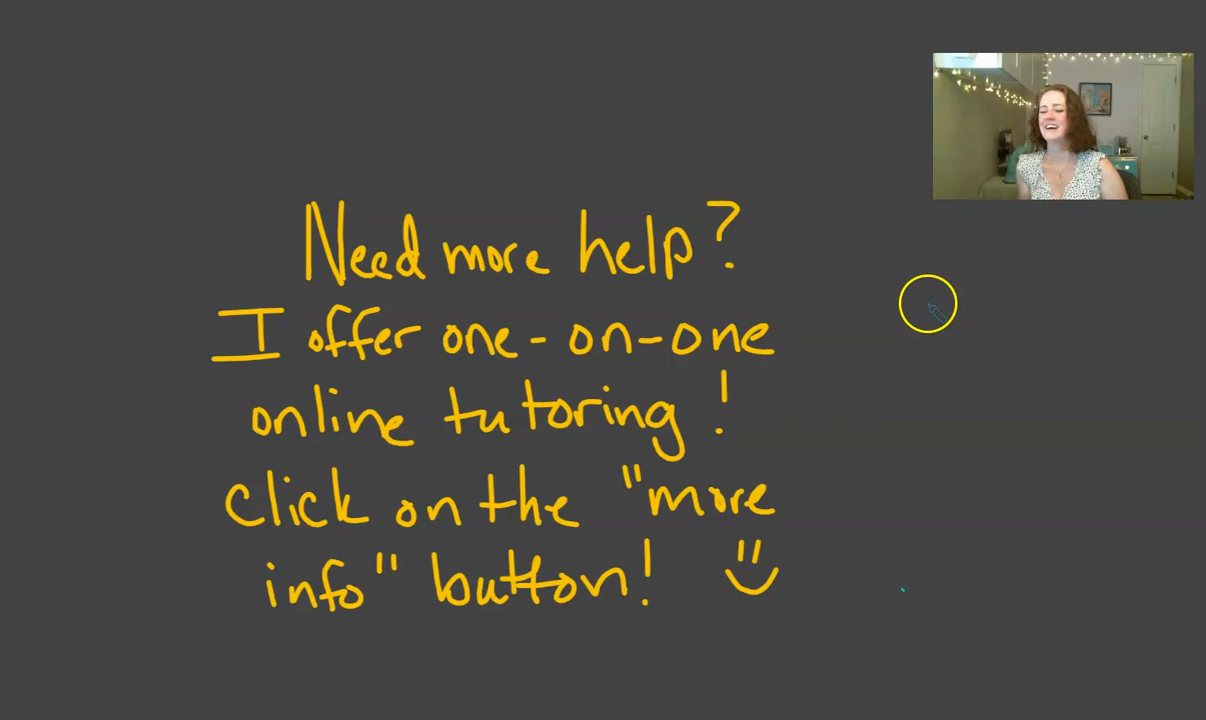 Need more help?
I offer one-on-one
online tutoring!
click on the "more
info" button!